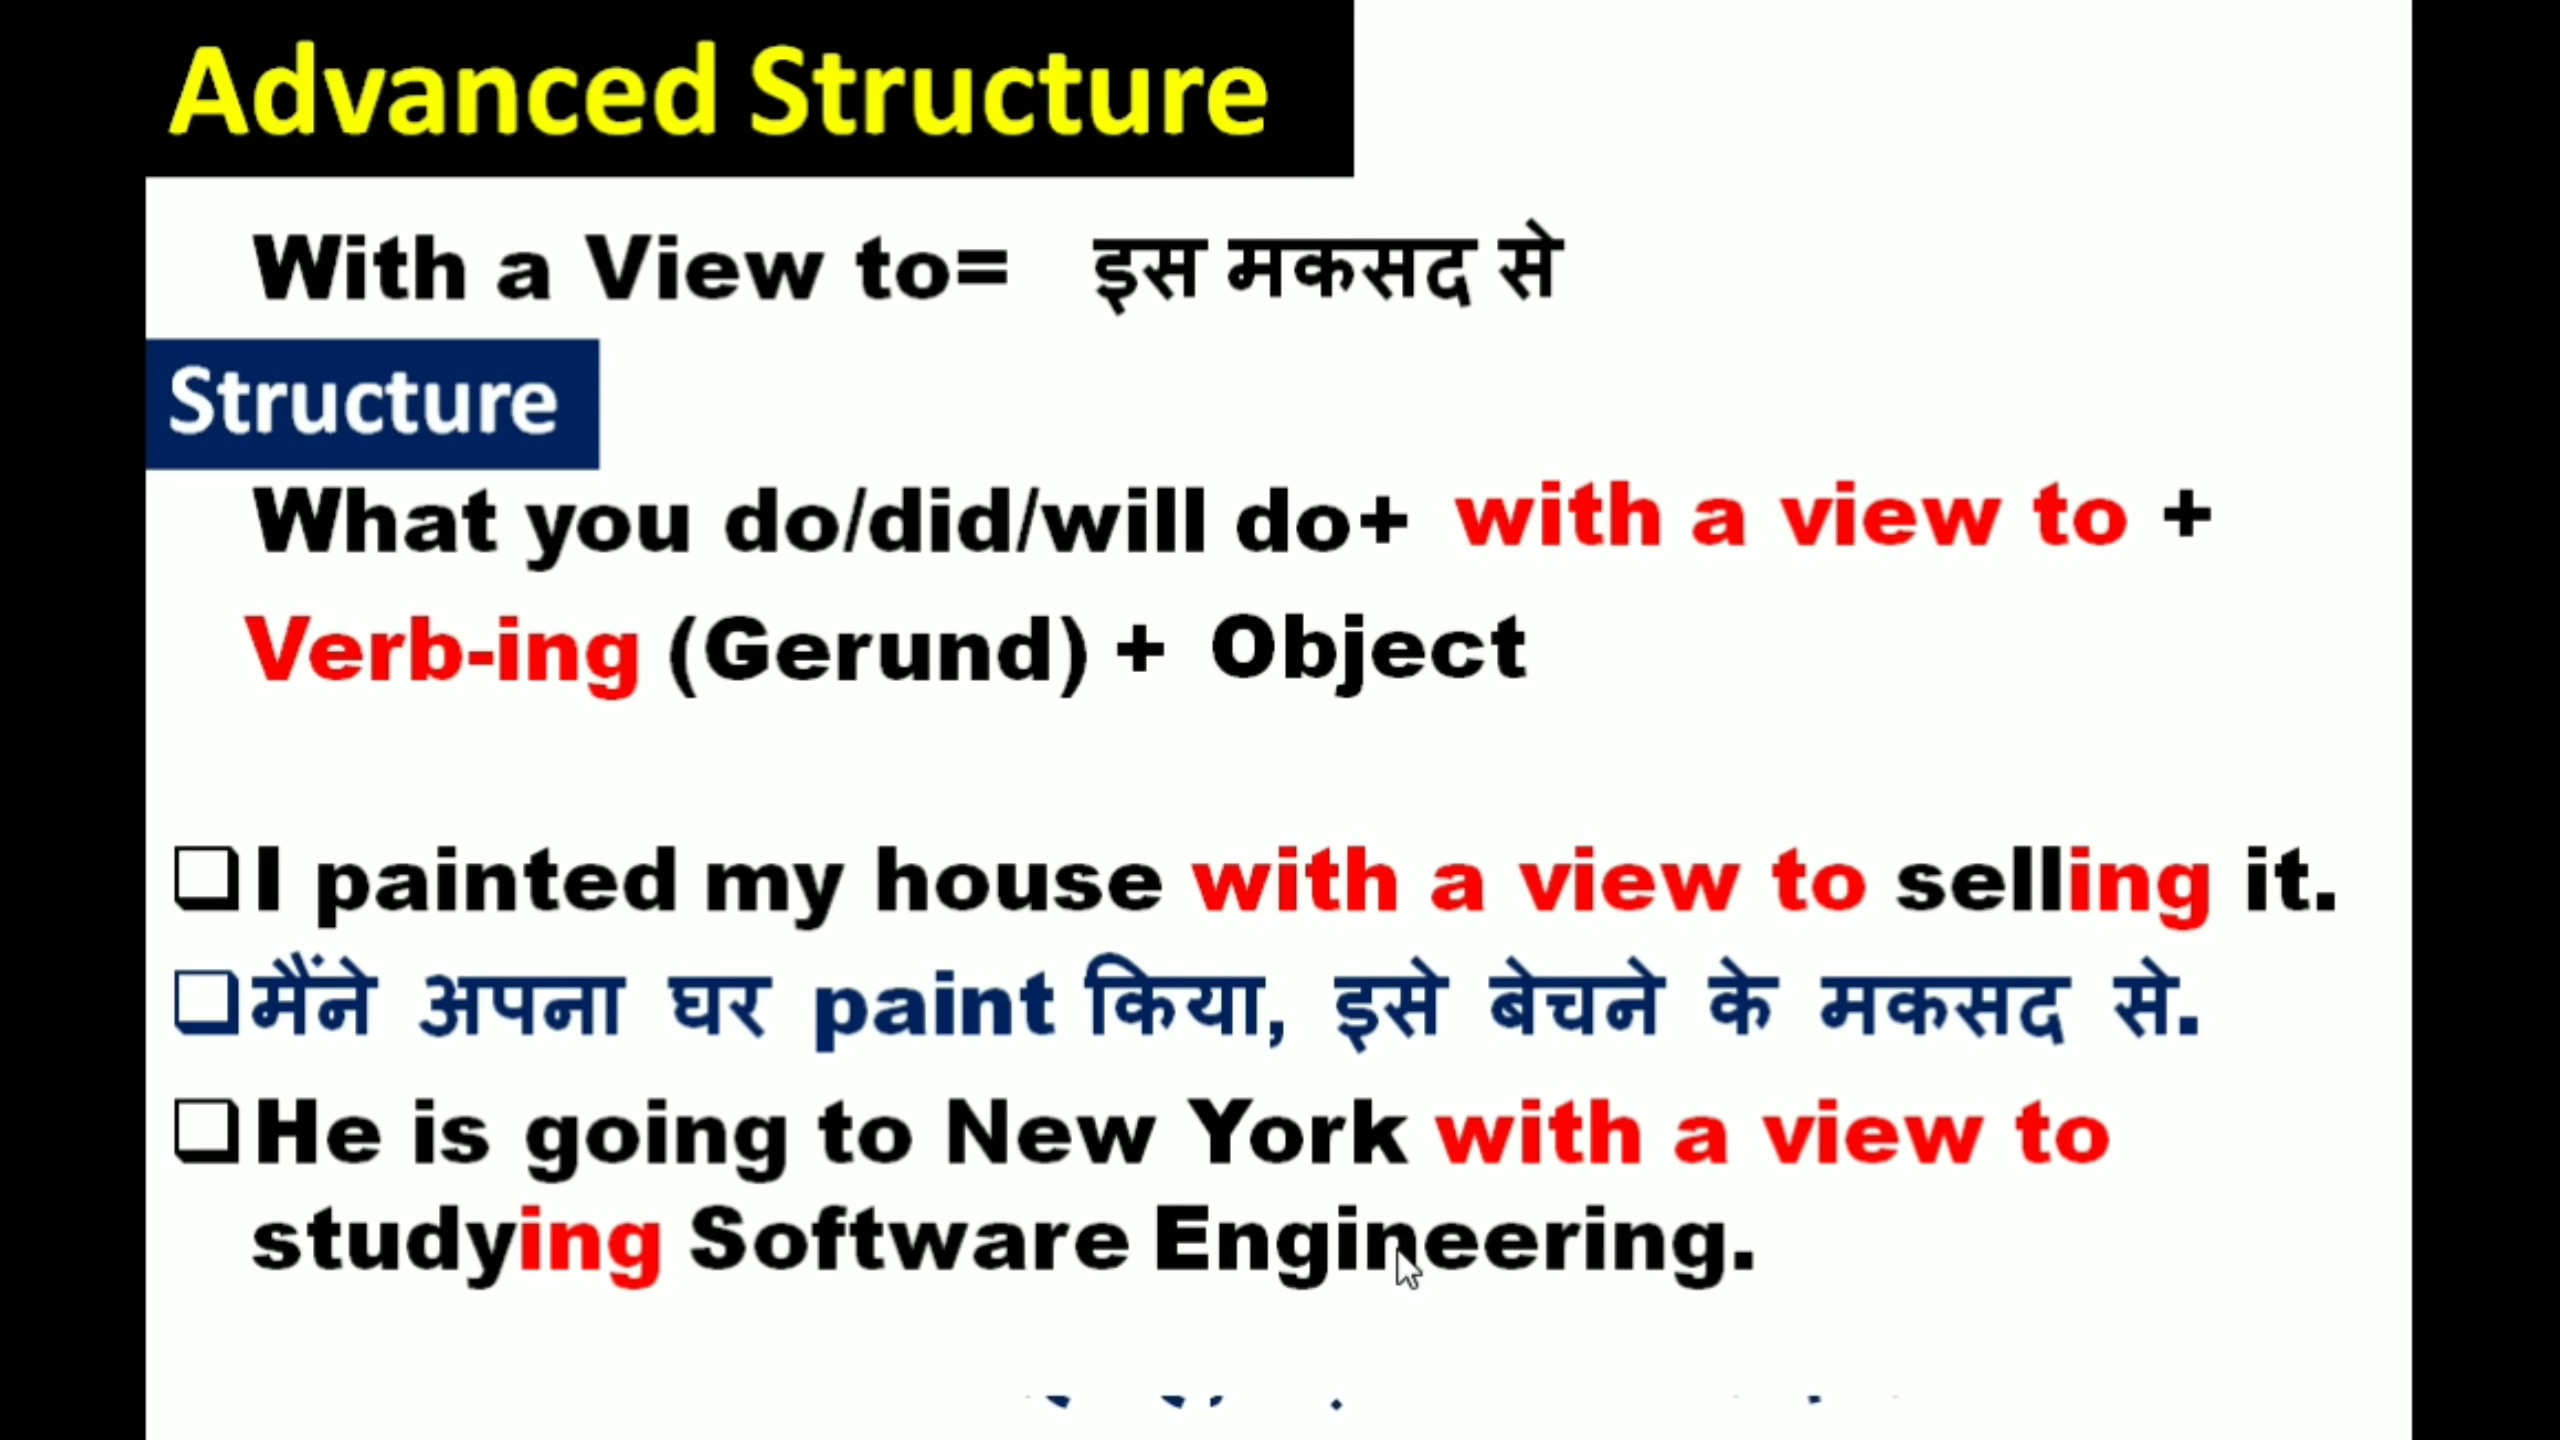 Advanced Structure
With a View to= इस मकसद से
Structure
What you do/did/will do+ with a view to +
Verb-ing (Gerund) + Object
I painted my house with a view to selling it.
मैंने अपना घर paint किया, इसे बेचने के मकसद से.
He is going to New York with a view to
studying Software Engineering.